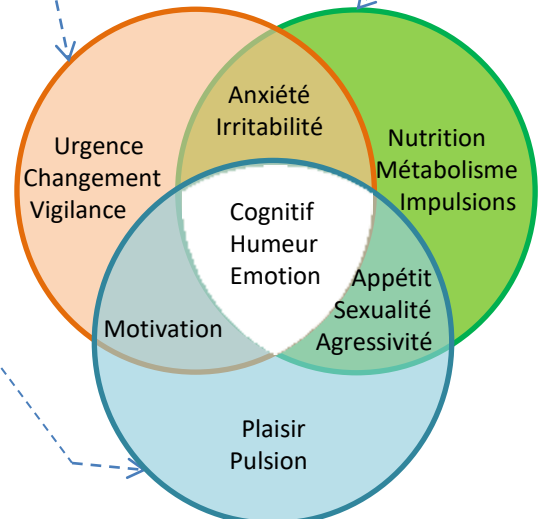 Anxiété
Irritabilité
Urgence
Changement
Vigilance
Nutrition
Métabolisme
Impulsions
Cognitif
Humeur
Emotion
Appétit
Sexualité
Agressivité
Motivation
Plaisir
Pulsion